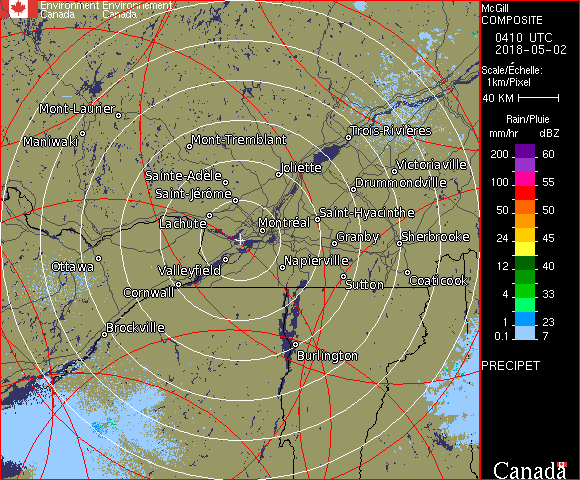 Environment Environnement
Canada Canada
McGill
COMPOSITE
0410 UTC
2018-05-02
Scale/Échelle:
1km/Pixel
40 KM
Rain/Pluie
mm/hr dBZ
200 60
150 57
100 55
50 50
24 45
12 40
4 33
1 23
0.1 7
PRECIPET
Canada
Mont-Laurier
Maniwaki
Mont-Tremblant
Trois-Rivières
Joliette
Victoriaville
Sainte-Adèle
Drummondville
Saint-Jérôme
Lachute
Montréal
Saint-Hyacinthe
Granby
Sherbrooke
Ottawa
Valleyfield
Napierville
Sutton
Coaticook
Cornwall
Brockville
Burlington